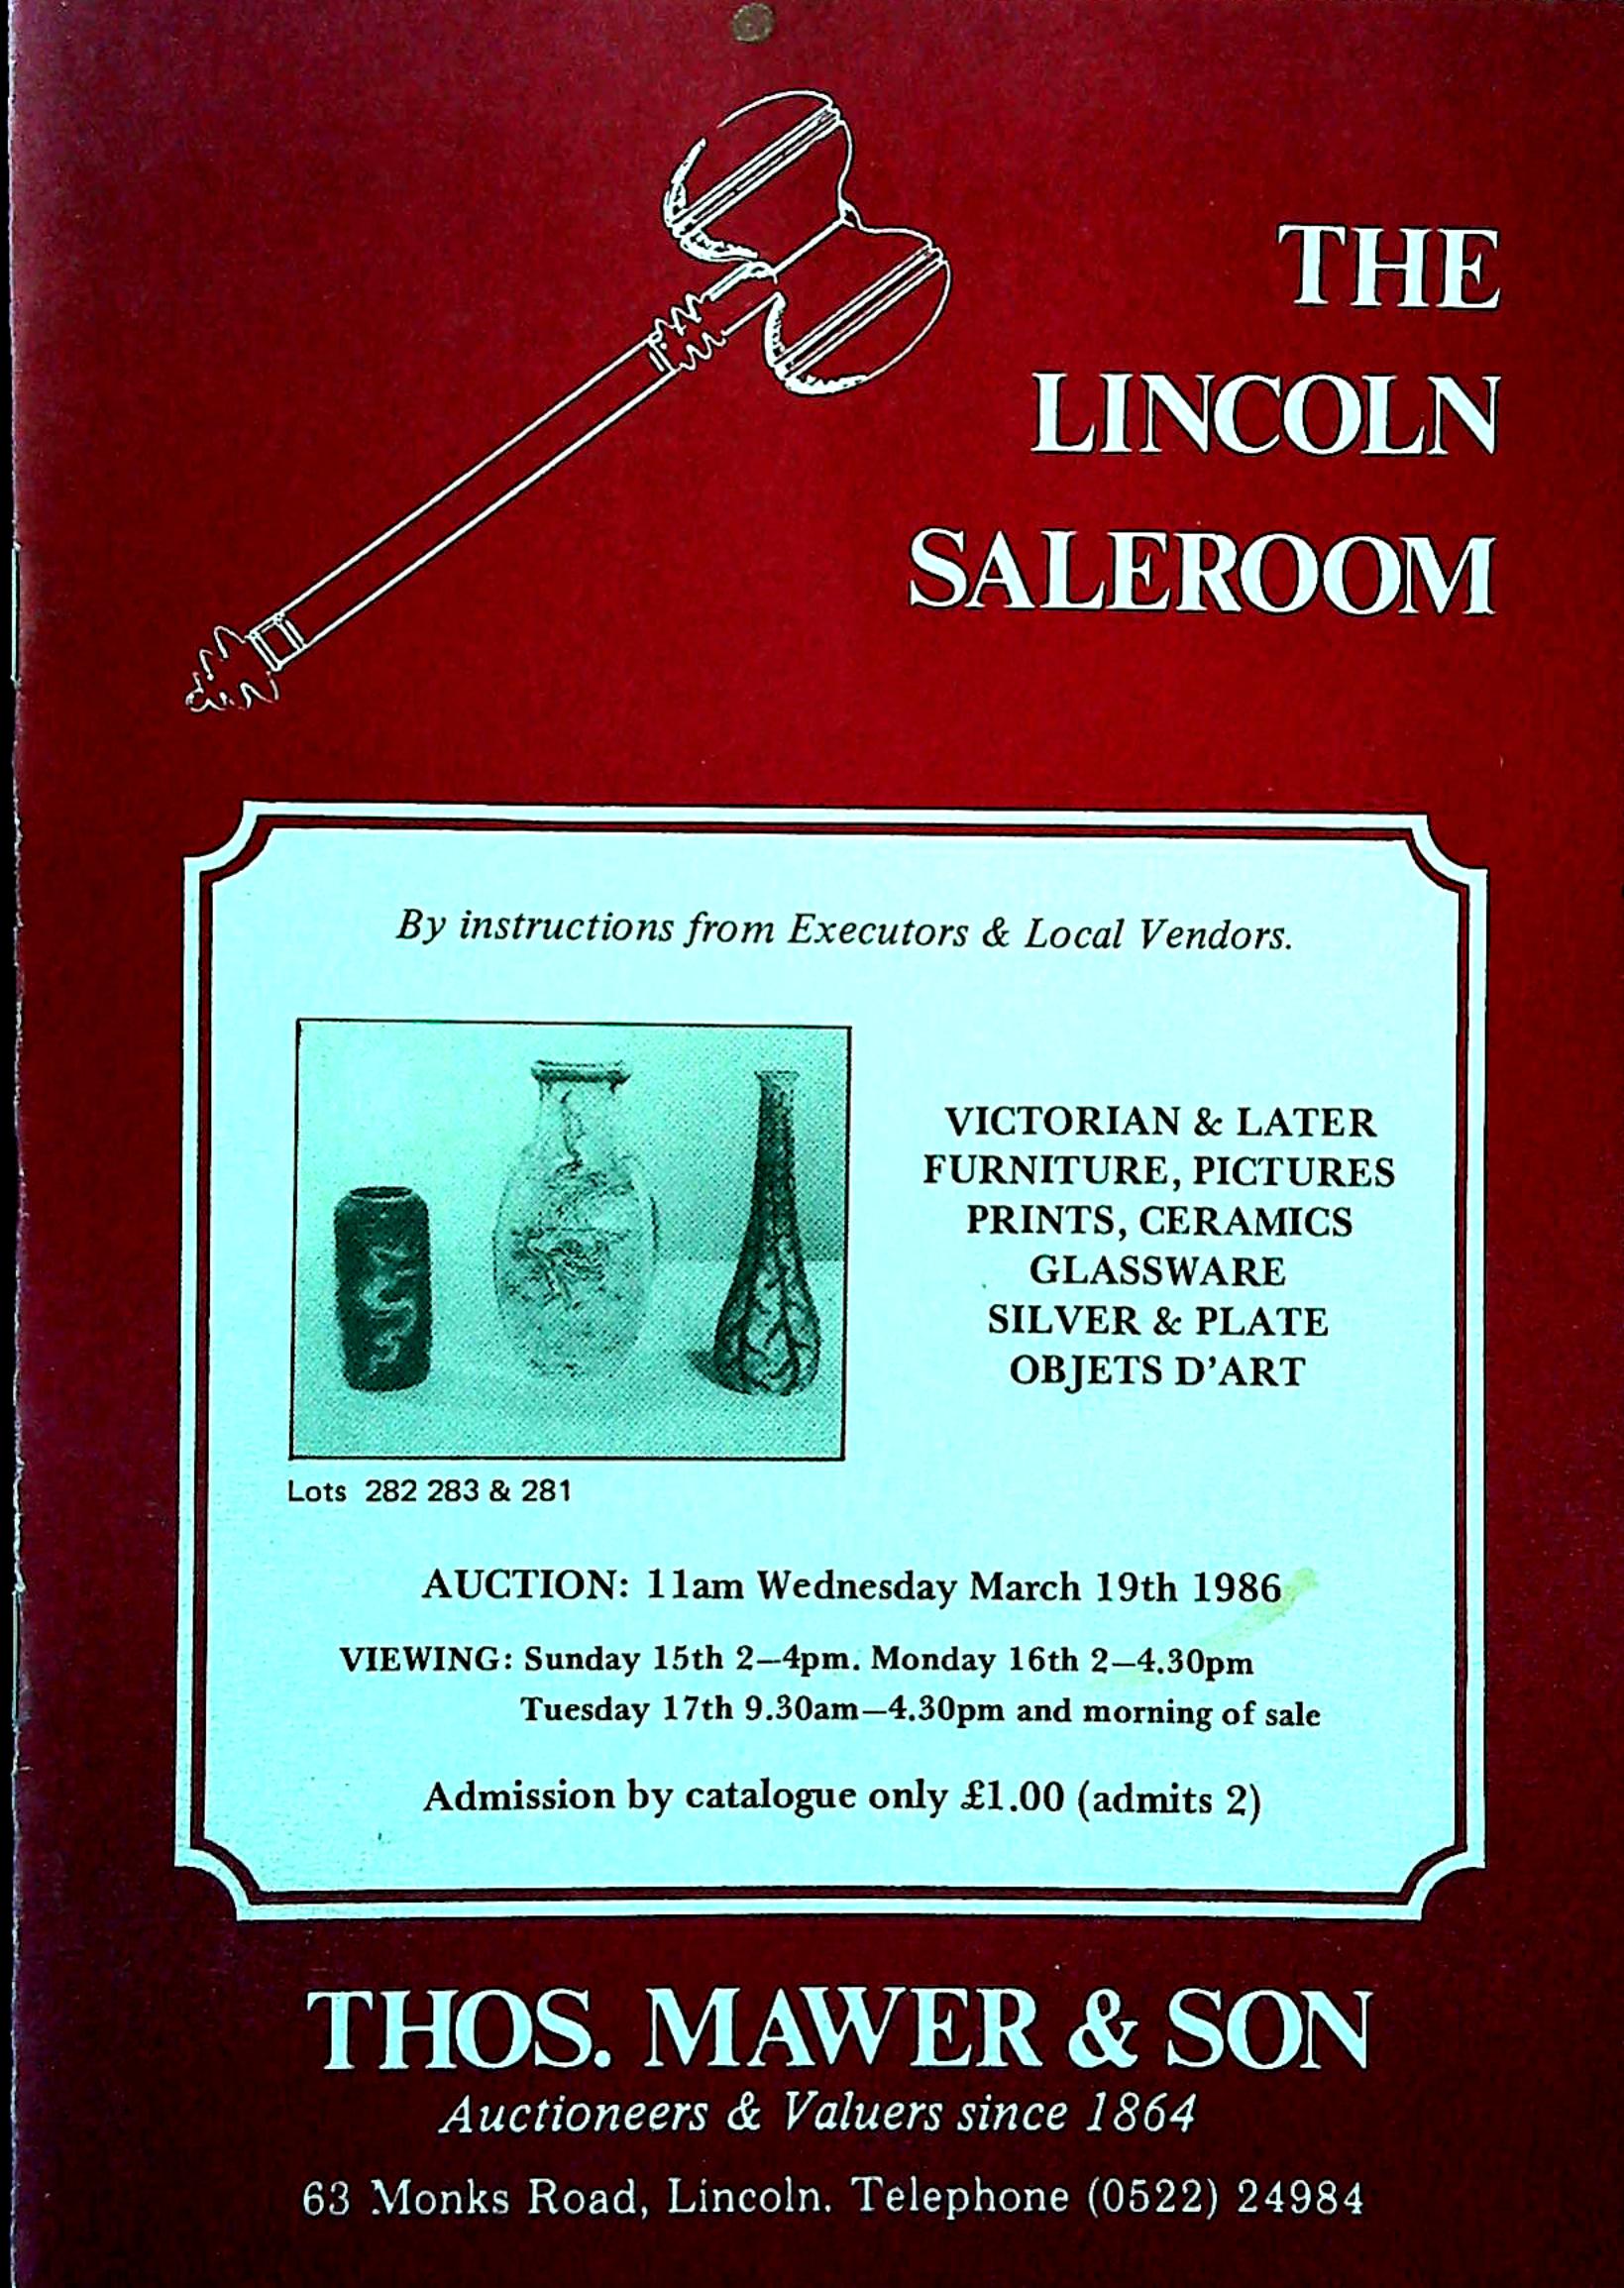 THE
LINCOLN
SALEROOM
By instructions from Executors & Local Vendors.
VICTORIAN & LATER
FURNITURE, PICTURES
PRINTS, CERAMICS
GLASSWARE
SILVER & PLATE
OBJETS D'ART
Lots 282 283 & 281
AUCTION: 11am Wednesday March 19th 1986
VIEWING: Sunday 15th 2–4pm. Monday 16th 2–4.30pm
Tuesday 17th 9.30am–4.30pm and morning of sale
Admission by catalogue only £1.00 (admits 2)
THOS. MAWER & SON
Auctioneers & Valuers since 1864
63 Monks Road, Lincoln. Telephone (0522) 24984